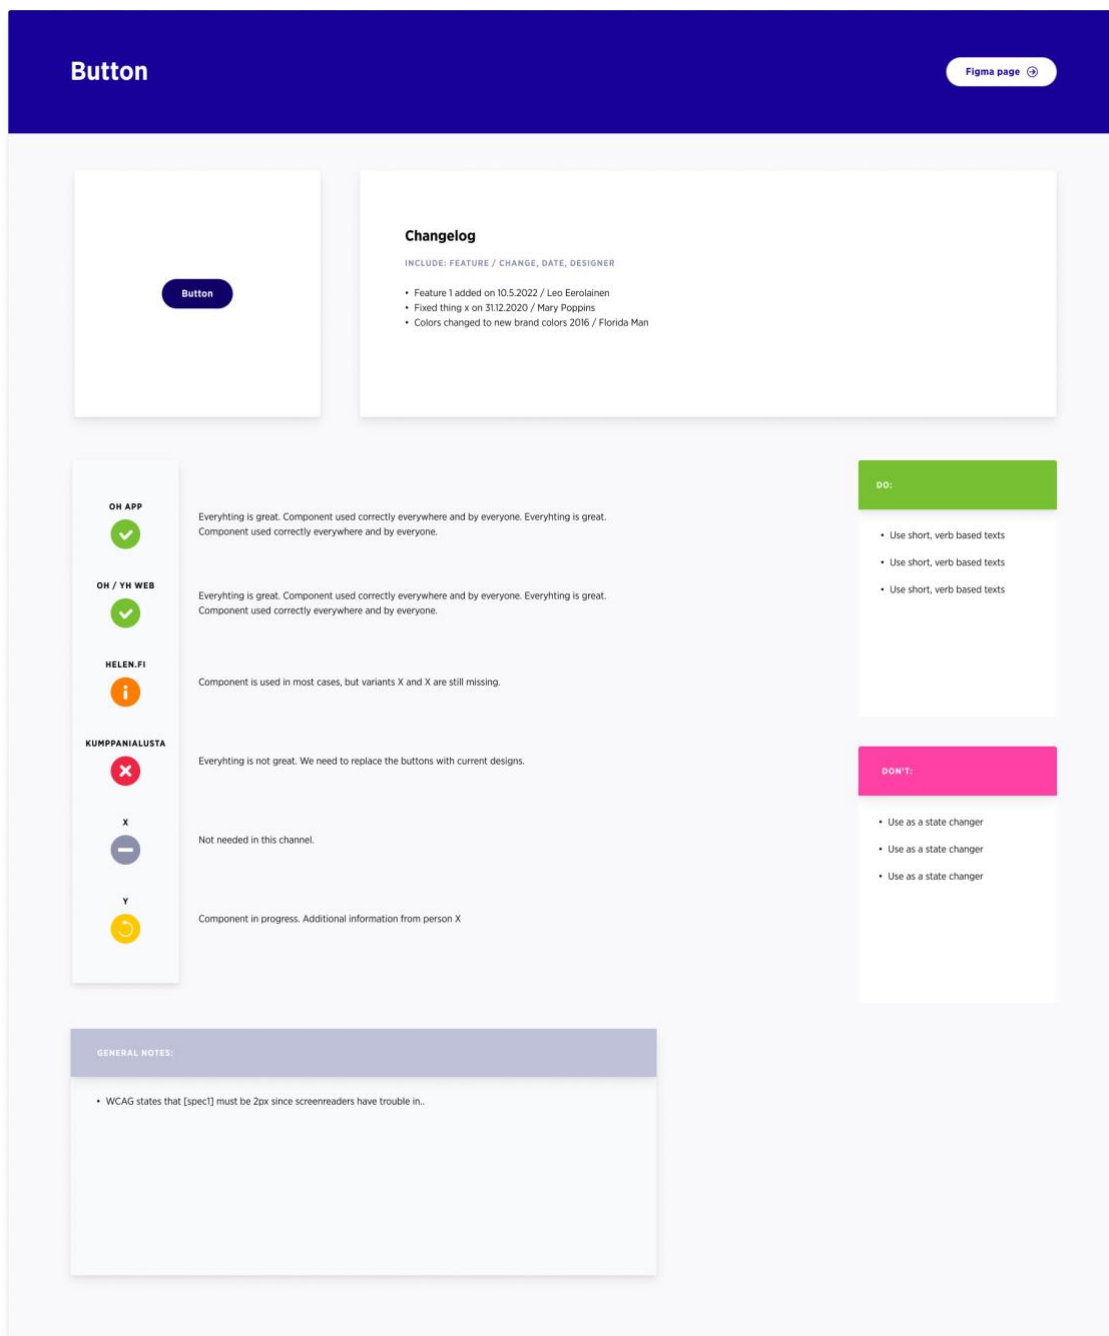 Button
Figma page
Button
Changelog
INCLUDE: FEATURE / CHANGE, DATE, DESIGNER
• Feature 1 added on 10.5.2022 / Leo Eerolainen
• Fixed thing x on 31.12.2020 / Mary Poppins
• Colors changed to new brand colors 2016 / Florida Man
OH APP
Everyhting is great. Component used correctly everywhere and by everyone. Everyhting is great.
Component used correctly everywhere and by everyone.
OH / YH WEB
Everyhting is great. Component used correctly everywhere and by everyone. Everyhting is great.
Component used correctly everywhere and by everyone.
HELEN.FI
Component is used in most cases, but variants X and X are still missing.
KUMPPANIALUSTA
Everyhting is not great. We need to replace the buttons with current designs.
X
Not needed in this channel.
Y
Component in progress. Additional information from person X
DO:
• Use short, verb based texts
• Use short, verb based texts
• Use short, verb based texts
DON'T:
• Use as a state changer
• Use as a state changer
• Use as a state changer
GENERAL NOTES:
• WCAG states that [spec1] must be 2px since screenreaders have trouble in..